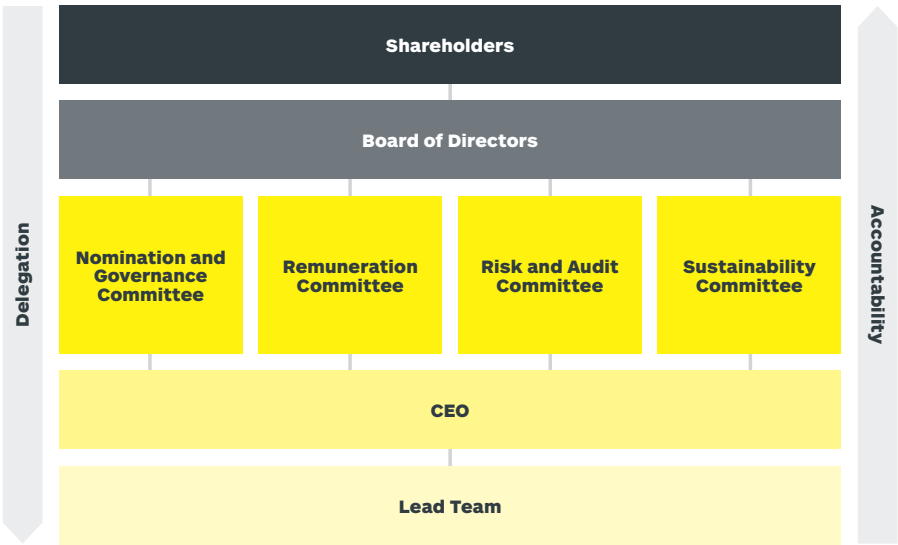 Shareholders
Board of Directors
Delegation
Nomination and
Governance
Committee
Remuneration
Committee
Risk and Audit
Committee
Sustainability
Committee
Accountability
CEO
Lead Team